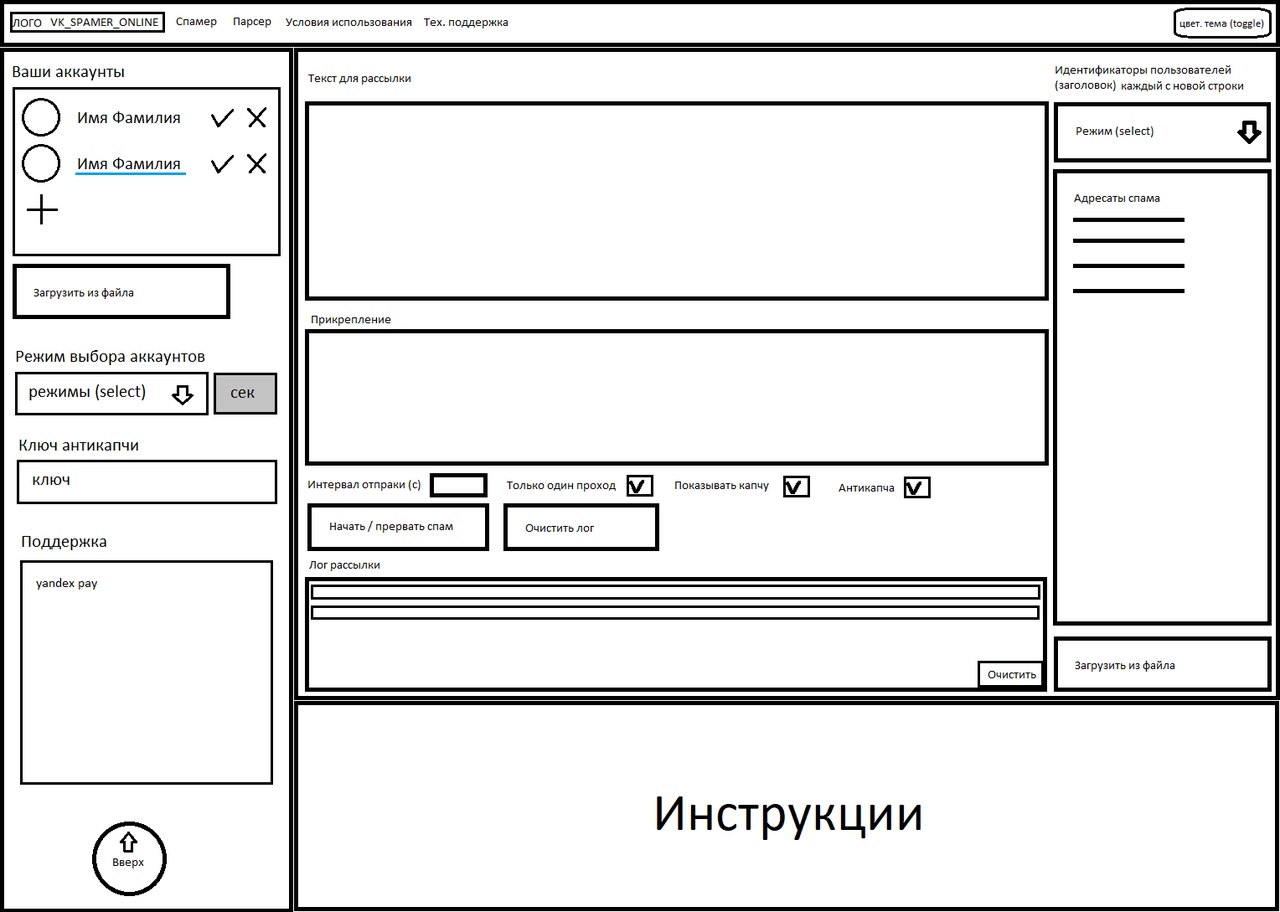 ЛОГО VK_SPAMER_ONLINE Спамер Парсер Условия использования Тех. поддержка цвет. тема (toggle)
Ваши аккаунты
Имя Фамилия
Имя Фамилия
Загрузить из файла
Режим выбора аккаунтов
режимы (select) сек
Ключ антикапчи
ключ
Поддержка
yandex pay
Вверх
Текст для рассылки
Прикрепление
Интервал отпраки (с) Только один проход Показывать капчу Антикапча
Начать / прервать спам Очистить лог
Лог рассылки
Очистить
Идентификаторы пользователей
(заголовок) каждый с новой строки
Режим (select)
Адресаты спама
Загрузить из файла
Инструкции